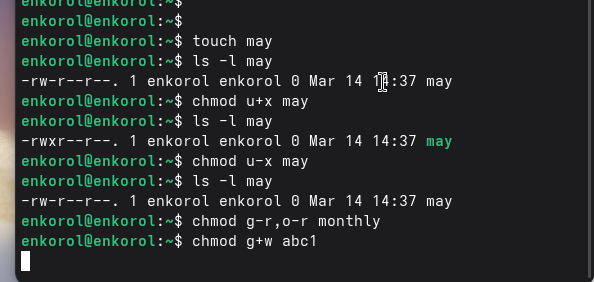 enkorol@enkorol:~$
enkorol@enkorol:~$
enkorol@enkorol:~$ touch may
enkorol@enkorol:~$ ls -l may
-rw-r--r--. 1 enkorol enkorol 0 Mar 14 14:37 may
enkorol@enkorol:~$ chmod u+x may
enkorol@enkorol:~$ ls -l may
-rwxr--r--. 1 enkorol enkorol 0 Mar 14 14:37 may
enkorol@enkorol:~$ chmod u-x may
enkorol@enkorol:~$ ls -l may
-rw-r--r--. 1 enkorol enkorol 0 Mar 14 14:37 may
enkorol@enkorol:~$ chmod g-r,o-r monthly
enkorol@enkorol:~$ chmod g+w abc1